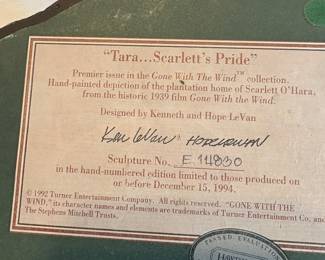 "Tara...Scarlett's Pride"
Premier issue in the Gone With The Wind™ collection.
Hand-painted depiction of the plantation home of Scarlett O'Hara,
from the historic 1939 film Gone with the Wind.
Designed by Kenneth and Hope LeVan
Ken LeVan
Sculpture No. E 14830
in the hand-numbered edition limited to those produced on
or before December 15, 1994.
© 1992 Turner Entertainment Company. All rights reserved. "GONE WITH THE
WIND," its character names and elements are trademarks of Turner Entertainment Co. and
The Stephens Mitchell Trusts.
PASSED EVALUATION